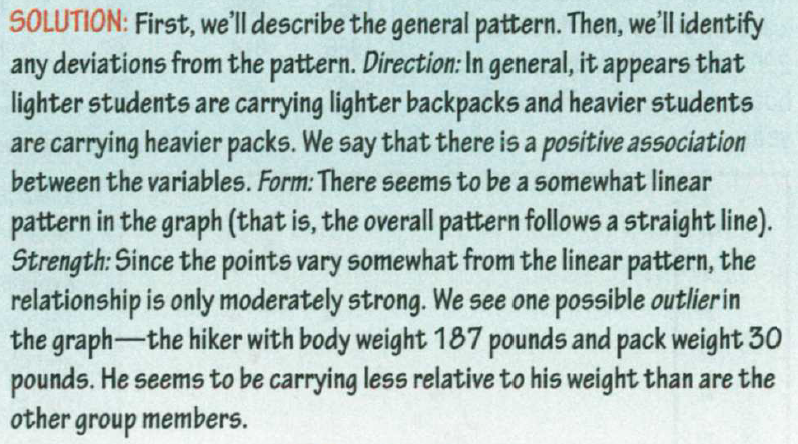 SOLUTION: First, we'll describe the general pattern. Then, we'll identify
any deviations from the pattern. Direction: In general, it appears that
lighter students are carrying lighter backpacks and heavier students
are carrying heavier packs. We say that there is a positive association
between the variables. Form: There seems to be a somewhat linear
pattern in the graph (that is, the overall pattern follows a straight line).
Strength: Since the points vary somewhat from the linear pattern, the
relationship is only moderately strong. We see one possible outlier in
the graph—the hiker with body weight 187 pounds and pack weight 30
pounds. He seems to be carrying less relative to his weight than are the
other group members.